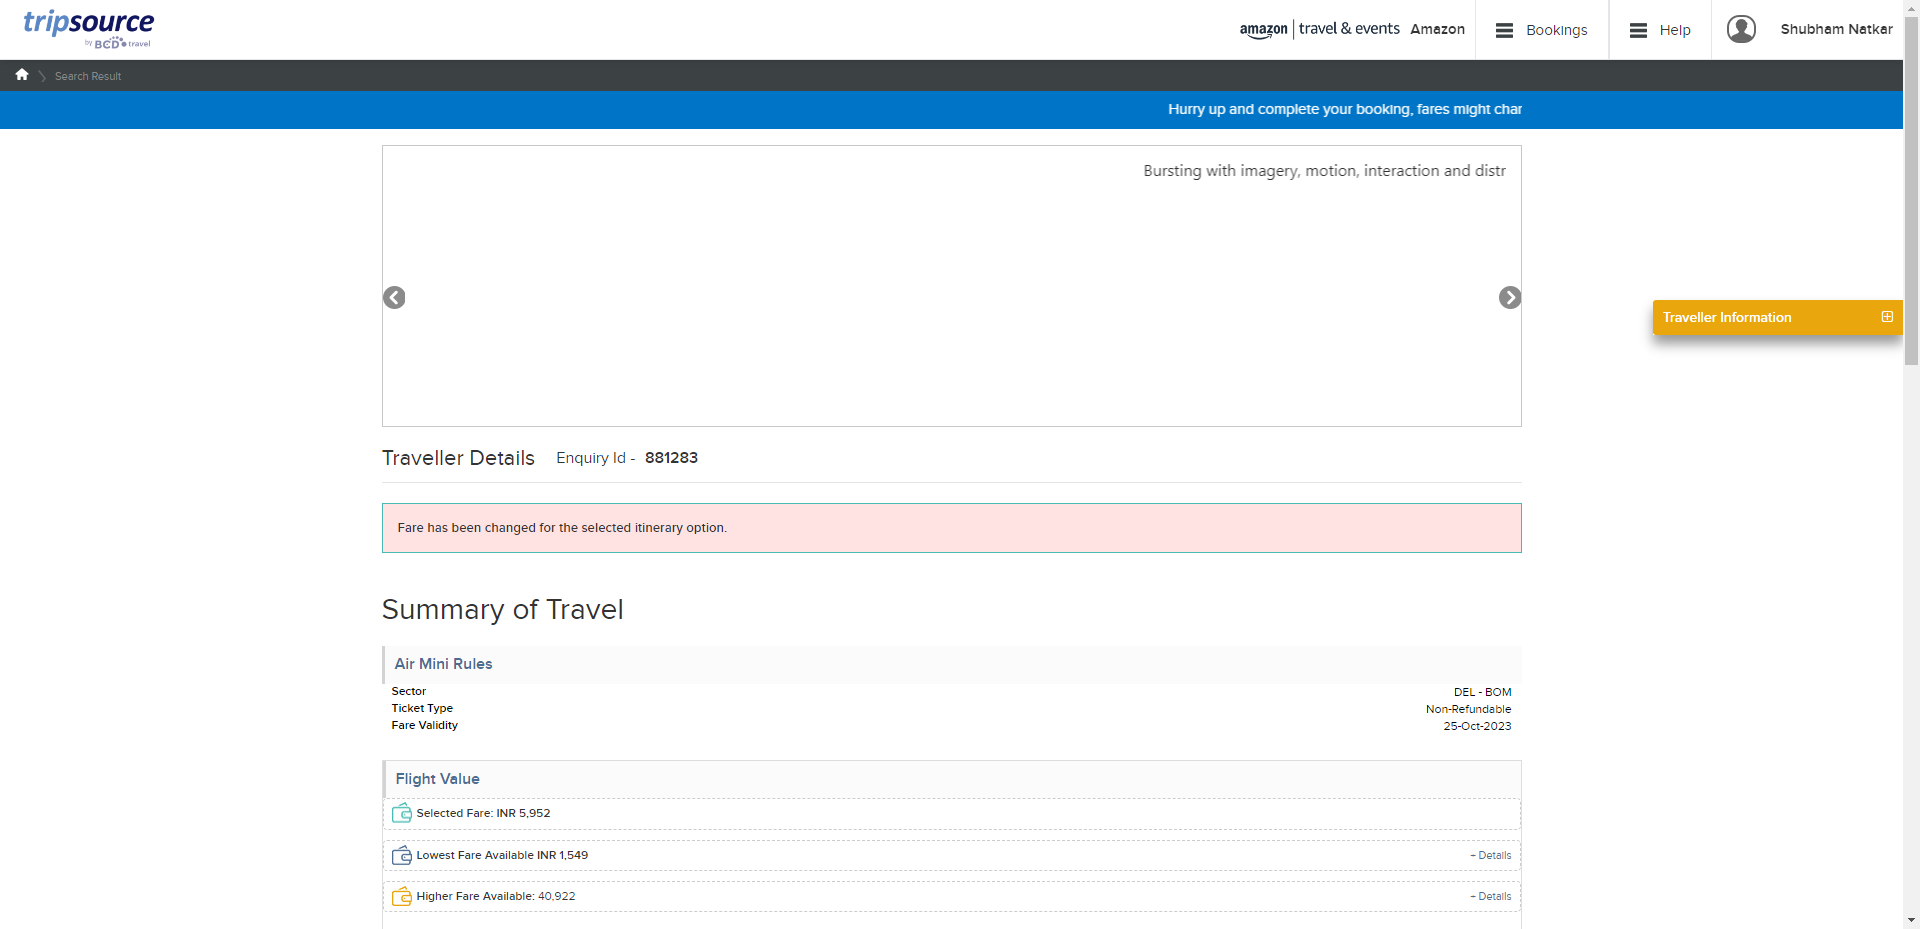 tripsource
by BCD travel
amazon | travel & events Amazon
Bookings
Help
Shubham Natkar
Search Result
Hurry up and complete your booking, fares might char
Bursting with imagery, motion, interaction and distr
Traveller Information
Traveller Details Enquiry Id - 881283
Fare has been changed for the selected itinerary option.
Summary of Travel
Air Mini Rules
Sector DEL - BOM
Ticket Type Non-Refundable
Fare Validity 25-Oct-2023
Flight Value
Selected Fare: INR 5,952
Lowest Fare Available INR 1,549 + Details
Higher Fare Available: 40,922 + Details